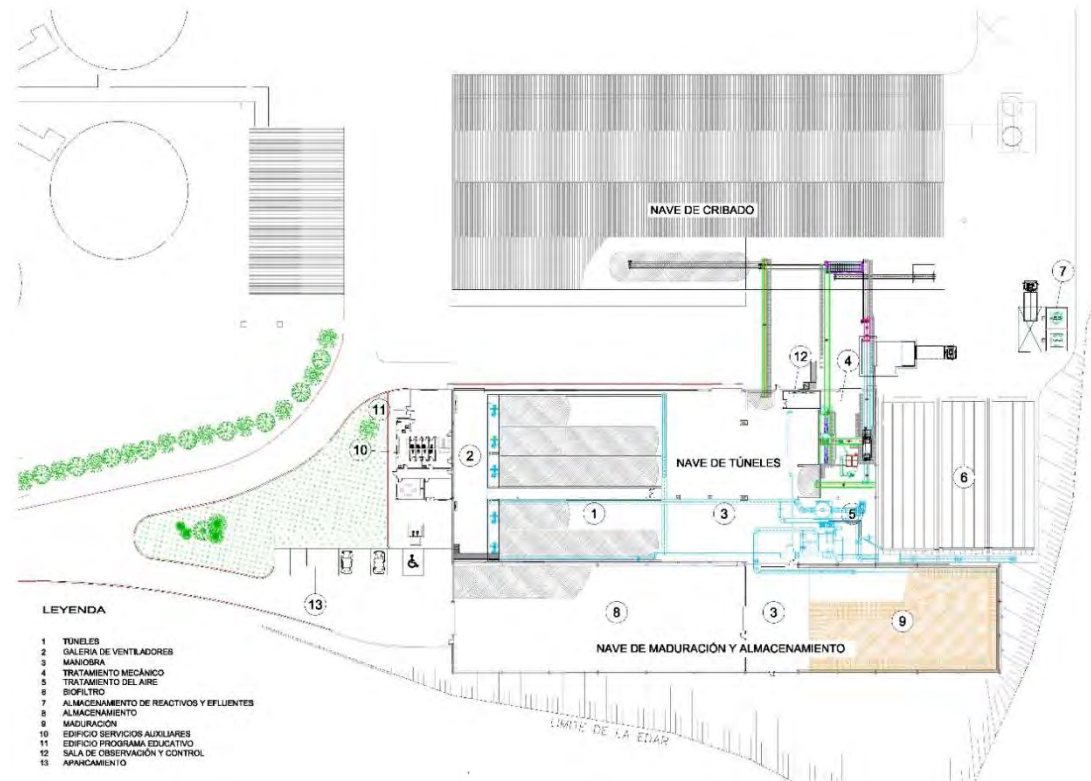 NAVE DE CRIBADO
7
12
4
11
10
2
NAVE DE TÚNELES
6
1
3
5
13
8
3
9
NAVE DE MADURACIÓN Y ALMACENAMIENTO
LIMITE DE LA EDAR
LEYENDA
1 TÚNELES
2 GALERIA DE VENTILADORES
3 MANIOBRA
4 TRATAMIENTO MECÁNICO
5 TRATAMIENTO DEL AIRE
6 BIOFILTRO
7 ALMACENAMIENTO DE REACTIVOS Y EFLUENTES
8 ALMACENAMIENTO
9 MADURACIÓN
10 EDIFICIO SERVICIOS AUXILIARES
11 EDIFICIO PROGRAMA EDUCATIVO
12 SALA DE OBSERVACIÓN Y CONTROL
13 APARCAMIENTO